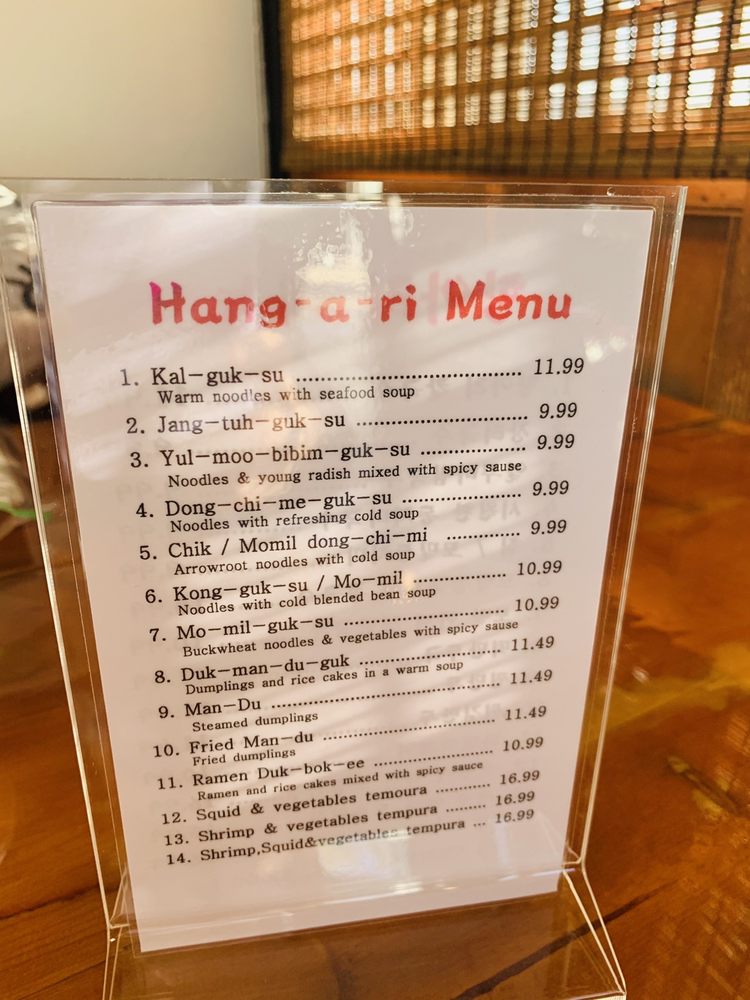 Hang-a-ri Menu
1. Kal-guk-su .................................... 11.99
Warm noodles with seafood soup
2. Jang-tuh-guk-su ........................... 9.99
3. Yul-moo-bibim-guk-su ................ 9.99
Noodles & young radish mixed with spicy sause
4. Dong-chi-me-guk-su ................... 9.99
Noodles with refreshing cold soup
5. Chik / Momil dong-chi-mi ............ 9.99
Arrowroot noodles with cold soup
6. Kong-guk-su / Mo-mil ................ 10.99
Noodles with cold blended bean soup
7. Mo-mil-guk-su ........................... 10.99
Buckwheat noodles & vegetables with spicy sause
8. Duk-man-du-guk ........................ 11.49
Dumplings and rice cakes in a warm soup
9. Man-Du ....................................... 11.49
Steamed dumplings
10. Fried Man-du ............................. 11.49
Fried dumplings
11. Ramen Duk-bok-ee .................... 10.99
Ramen and rice cakes mixed with spicy sauce
12. Squid & vegetables temoura ........... 16.99
13. Shrimp & vegetables tempura ......... 16.99
14. Shrimp,Squid&vegetables tempura ... 16.99